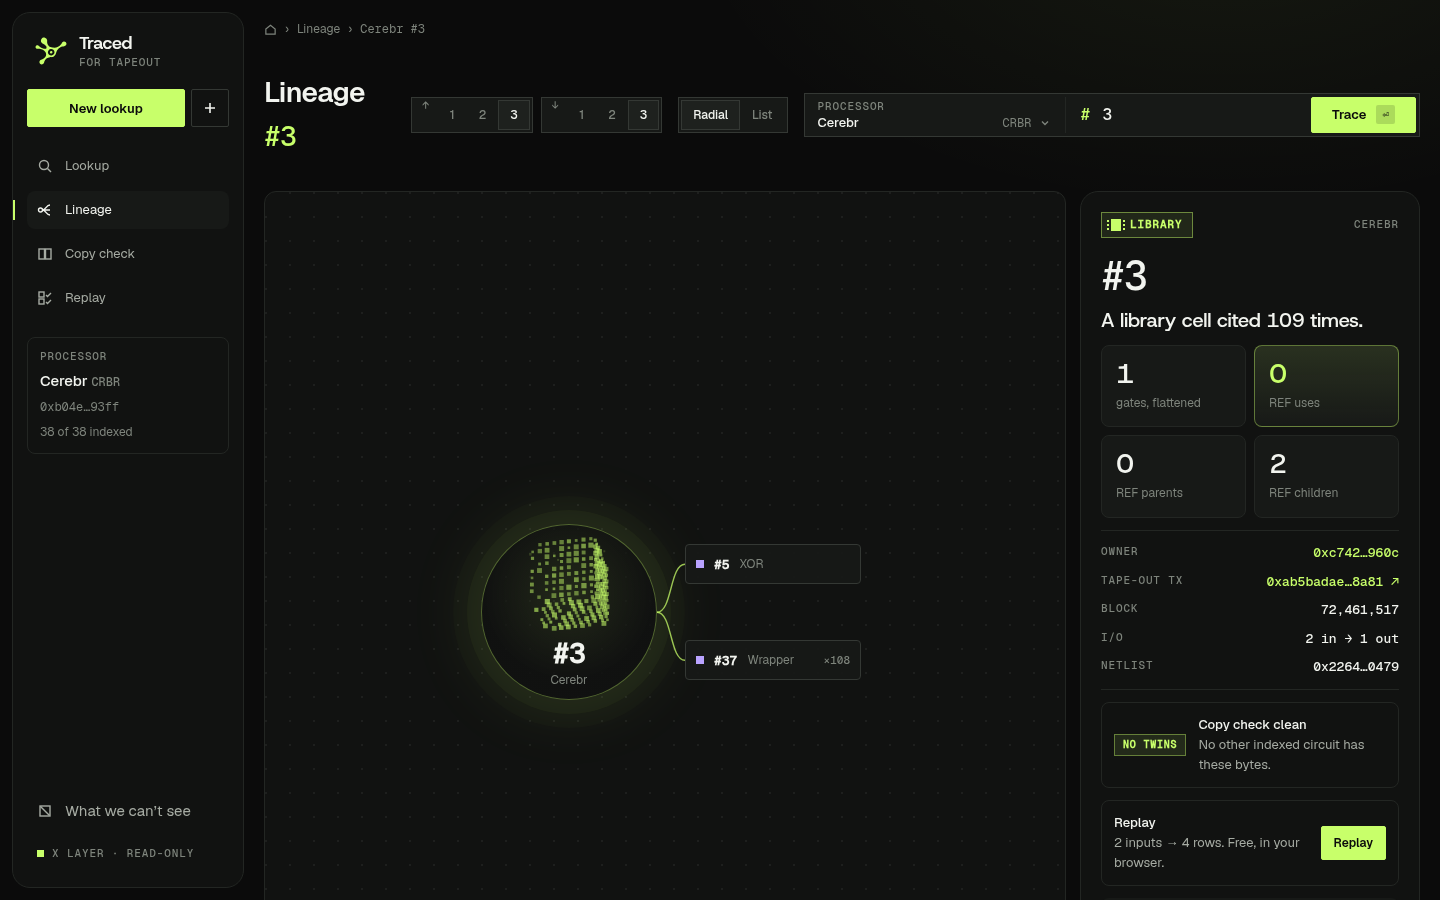 Traced
FOR TAPEOUT
New lookup
+
Lookup
Lineage
Copy check
Replay
PROCESSOR
Cerebr CRBR
0xb04e…93ff
38 of 38 indexed
What we can't see
X LAYER · READ-ONLY
› Lineage › Cerebr #3
Lineage
#3
↑ 1 2 3
↓ 1 2 3
Radial List
PROCESSOR
Cerebr
CRBR
# 3
Trace ⏎
#3
Cerebr
#5 XOR
#37 Wrapper ×108
LIBRARY
CEREBR
#3
A library cell cited 109 times.
1
gates, flattened
0
REF uses
0
REF parents
2
REF children
OWNER 0xc742…960c
TAPE-OUT TX 0xab5badae…8a81 ↗
BLOCK 72,461,517
I/O 2 in → 1 out
NETLIST 0x2264…0479
NO TWINS
Copy check clean
No other indexed circuit has
these bytes.
Replay
2 inputs → 4 rows. Free, in your
browser.
Replay